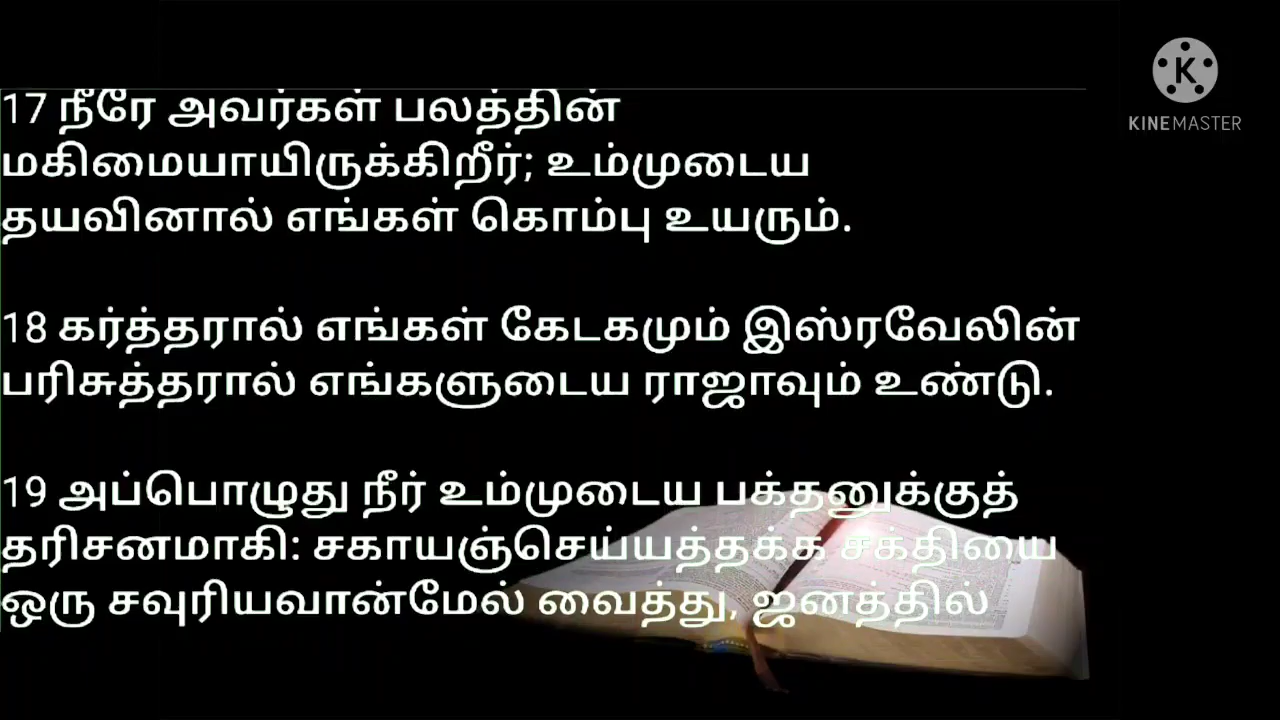 17 நீரே அவர்கள் பலத்தின்
மகிமையாயிருக்கிறீர்; உம்முடைய
தயவினால் எங்கள் கொம்பு உயரும்.
18 கர்த்தரால் எங்கள் கேடகமும் இஸ்ரவேலின்
பரிசுத்தரால் எங்களுடைய ராஜாவும் உண்டு.
19 அப்பொழுது நீர் உம்முடைய பக்தனுக்குத்
தரிசனமாகி: சகாயஞ்செய்யத்தக்க சக்தியை
ஒரு சவுரியவான்மேல் வைத்து, ஜனத்தில்
K
KINEMASTER